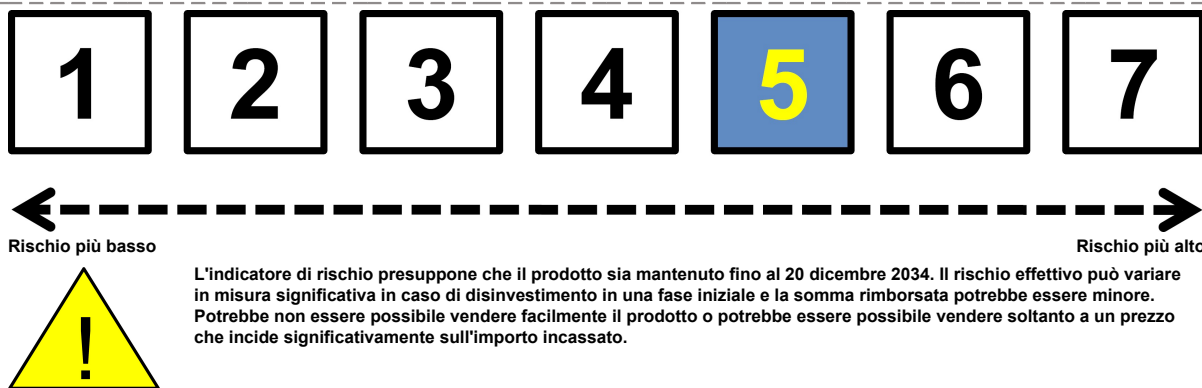 1 2 3 4 5 6 7
Rischio più basso Rischio più alto
L'indicatore di rischio presuppone che il prodotto sia mantenuto fino al 20 dicembre 2034. Il rischio effettivo può variare
in misura significativa in caso di disinvestimento in una fase iniziale e la somma rimborsata potrebbe essere minore.
Potrebbe non essere possibile vendere facilmente il prodotto o potrebbe essere possibile vendere soltanto a un prezzo
che incide significativamente sull'importo incassato.
!